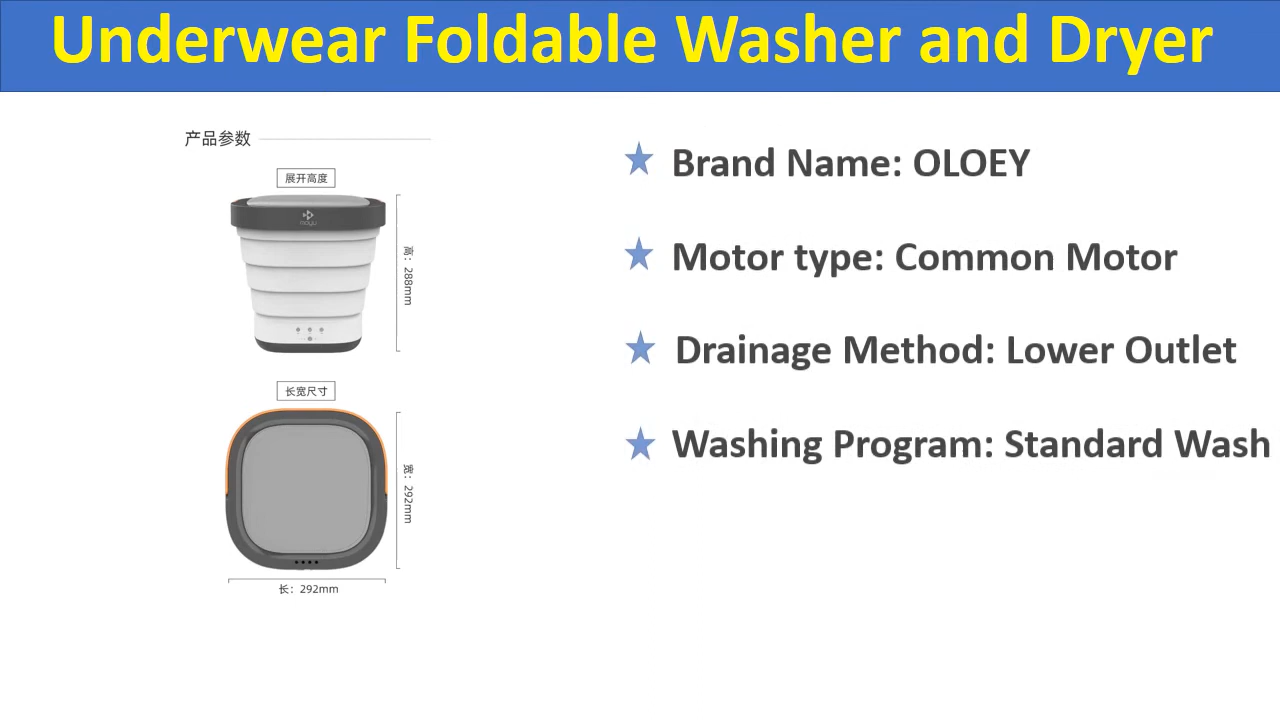 Underwear Foldable Washer and Dryer
产品参数
展开高度
高: 288mm
长宽尺寸
宽: 292mm
长: 292mm
Brand Name: OLOEY
Motor type: Common Motor
Drainage Method: Lower Outlet
Washing Program: Standard Wash